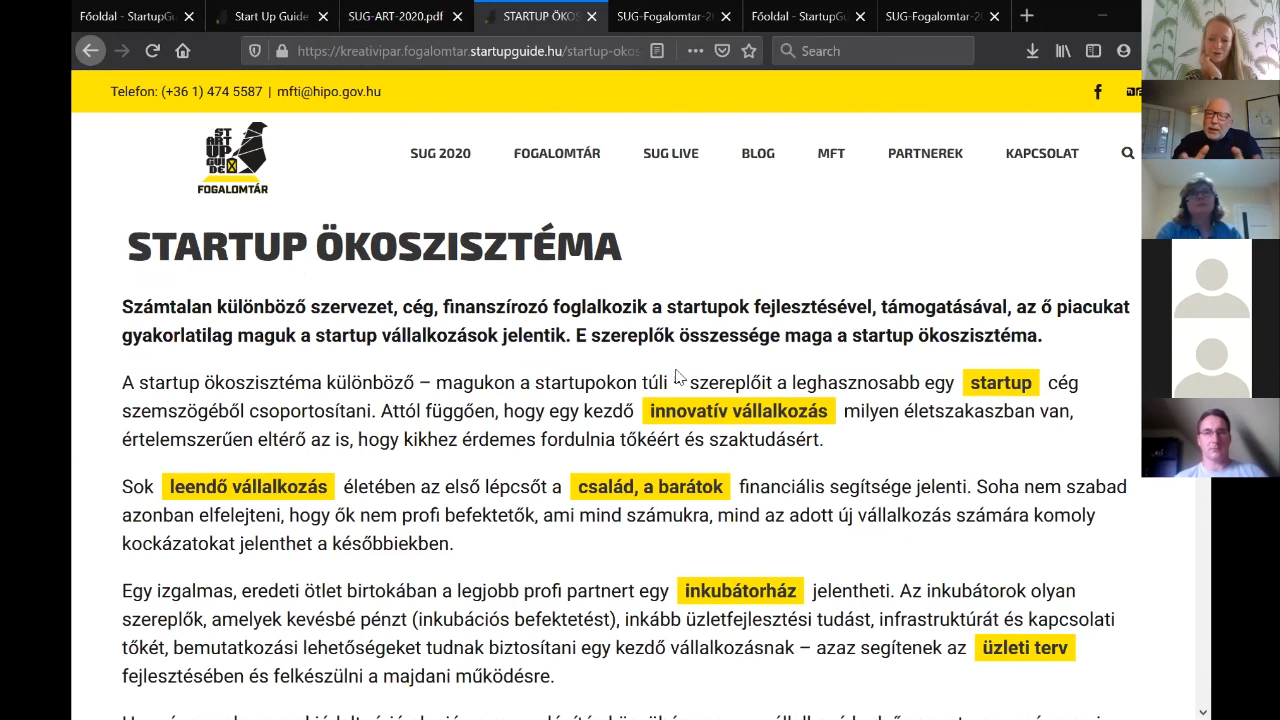 Főoldal - StartupGu
Start Up Guide
SUG-ART-2020.pdf
STARTUP ÖKOS
SUG-Fogalomtar-2
Főoldal - StartupGu
SUG-Fogalomtar-2
https://kreativipar.fogalomtar.startupguide.hu/startup-okos
Search
Telefon: (+36 1) 474 5587 | mfti@hipo.gov.hu
START UP GUIDE
FOGALOMTÁR
SUG 2020
FOGALOMTÁR
SUG LIVE
BLOG
MFT
PARTNEREK
KAPCSOLAT
STARTUP ÖKOSZISZTÉMA
Számtalan különböző szervezet, cég, finanszírozó foglalkozik a startupok fejlesztésével, támogatásával, az ő piacukat
gyakorlatilag maguk a startup vállalkozások jelentik. E szereplők összessége maga a startup ökoszisztéma.
A startup ökoszisztéma különböző – magukon a startupokon túli – szereplőit a leghasznosabb egy startup cég
szemszögéből csoportosítani. Attól függően, hogy egy kezdő innovatív vállalkozás milyen életszakaszban van,
értelemszerűen eltérő az is, hogy kikhez érdemes fordulnia tőkéért és szaktudásért.
Sok leendő vállalkozás életében az első lépcsőt a család, a barátok financiális segítsége jelenti. Soha nem szabad
azonban elfelejteni, hogy ők nem profi befektetők, ami mind számukra, mind az adott új vállalkozás számára komoly
kockázatokat jelenthet a későbbiekben.
Egy izgalmas, eredeti ötlet birtokában a legjobb profi partnert egy inkubátorház jelentheti. Az inkubátorok olyan
szereplők, amelyek kevésbé pénzt (inkubációs befektetést), inkább üzletfejlesztési tudást, infrastruktúrát és kapcsolati
tőkét, bemutatkozási lehetőségeket tudnak biztosítani egy kezdő vállalkozásnak – azaz segítenek az üzleti terv
fejlesztésében és felkészülni a majdani működésre.